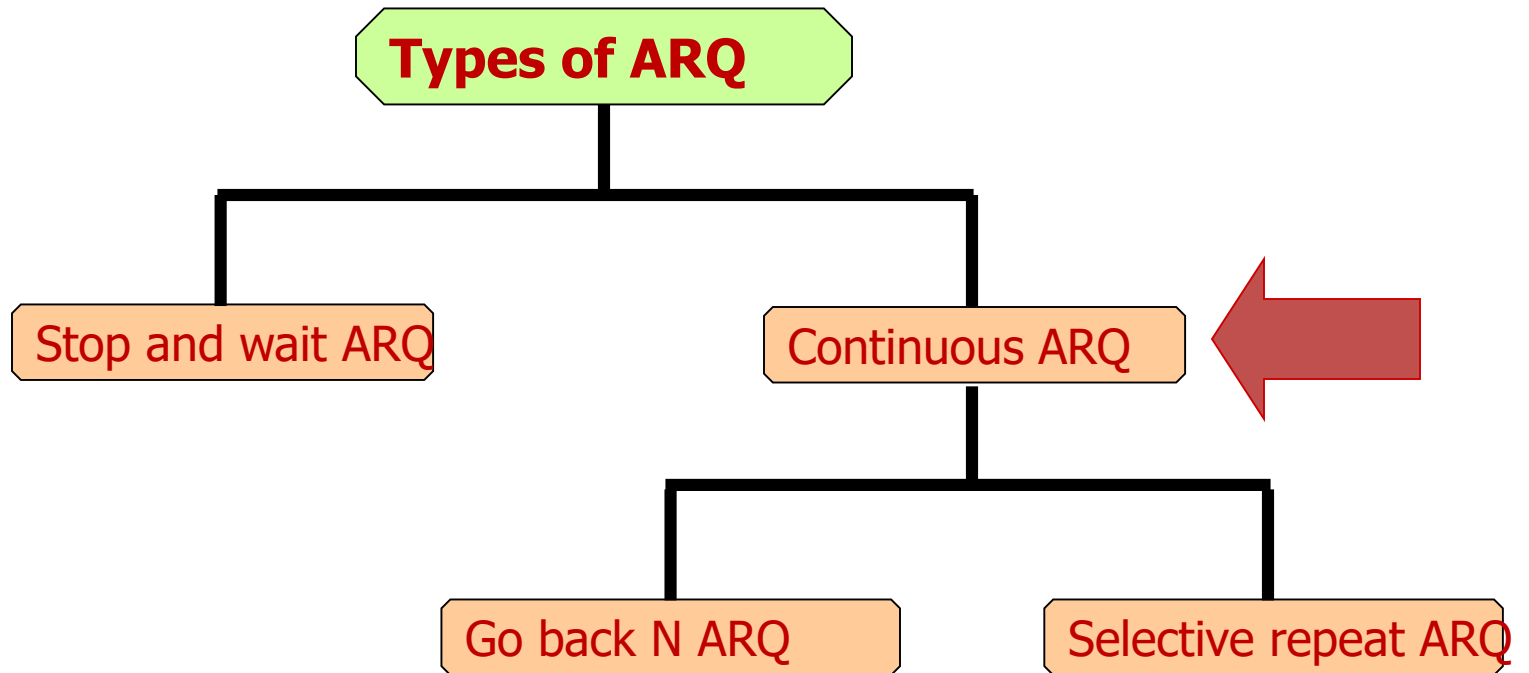 Types of ARQ
Stop and wait ARQ
Continuous ARQ
Go back N ARQ
Selective repeat ARQ